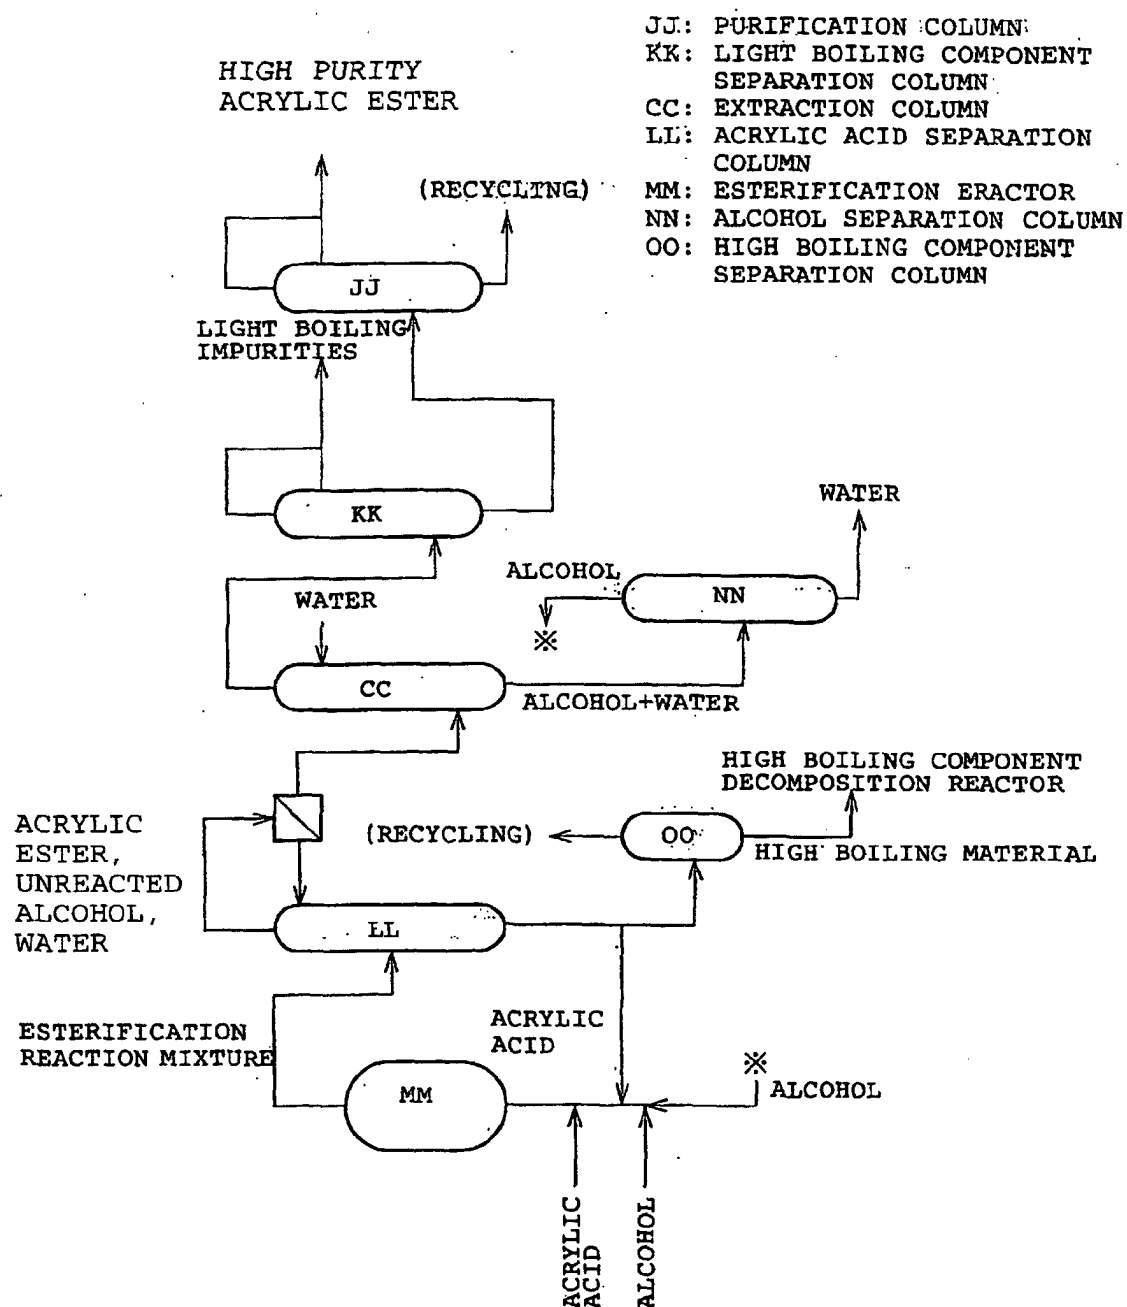 JJ: PURIFICATION COLUMN
KK: LIGHT BOILING COMPONENT
SEPARATION COLUMN
CC: EXTRACTION COLUMN
LL: ACRYLIC ACID SEPARATION
COLUMN
MM: ESTERIFICATION ERACTOR
NN: ALCOHOL SEPARATION COLUMN
OO: HIGH BOILING COMPONENT
SEPARATION COLUMN
HIGH PURITY
ACRYLIC ESTER
(RECYCLING)
JJ
LIGHT BOILING
IMPURITIES
KK
WATER
ALCOHOL
NN
※
WATER
CC
ALCOHOL+WATER
HIGH BOILING COMPONENT
DECOMPOSITION REACTOR
ACRYLIC
ESTER,
UNREACTED
ALCOHOL,
WATER
(RECYCLING)
OO
HIGH BOILING MATERIAL
LL
ESTERIFICATION
REACTION MIXTURE
ACRYLIC
ACID
MM
※
ALCOHOL
ACRYLIC
ACID
ALCOHOL